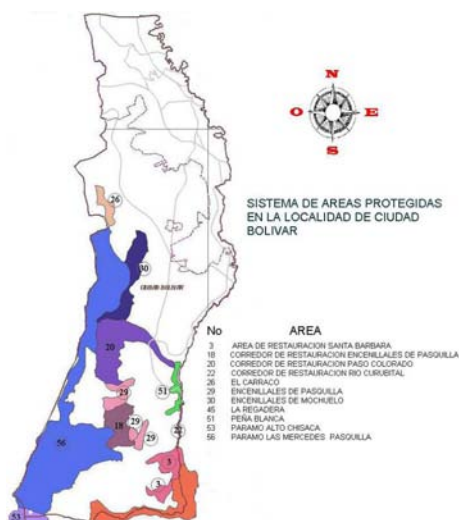 N
O E
S
SISTEMA DE AREAS PROTEGIDAS
EN LA LOCALIDAD DE CIUDAD
BOLIVAR
26
30
CIUDAD BOLIVAR
20
51
29
18
29
29
22
56
3
3
53
No AREA
3 AREA DE RESTAURACION SANTA BARBARA
18 CORREDOR DE RESTAURACION ENCENILLALES DE PASQUILLA
20 CORREDOR DE RESTAURACION PASO COLORADO
22 CORREDOR DE RESTAURACION RIO CURUBITAL
26 EL CARRACO
29 ENCENILLALES DE PASQUILLA
30 ENCENILLALES DE MOCHUELO
45 LA REGADERA
51 PEÑA BLANCA
53 PARAMO ALTO CHISACA
56 PARAMO LAS MERCEDES PASQUILLA